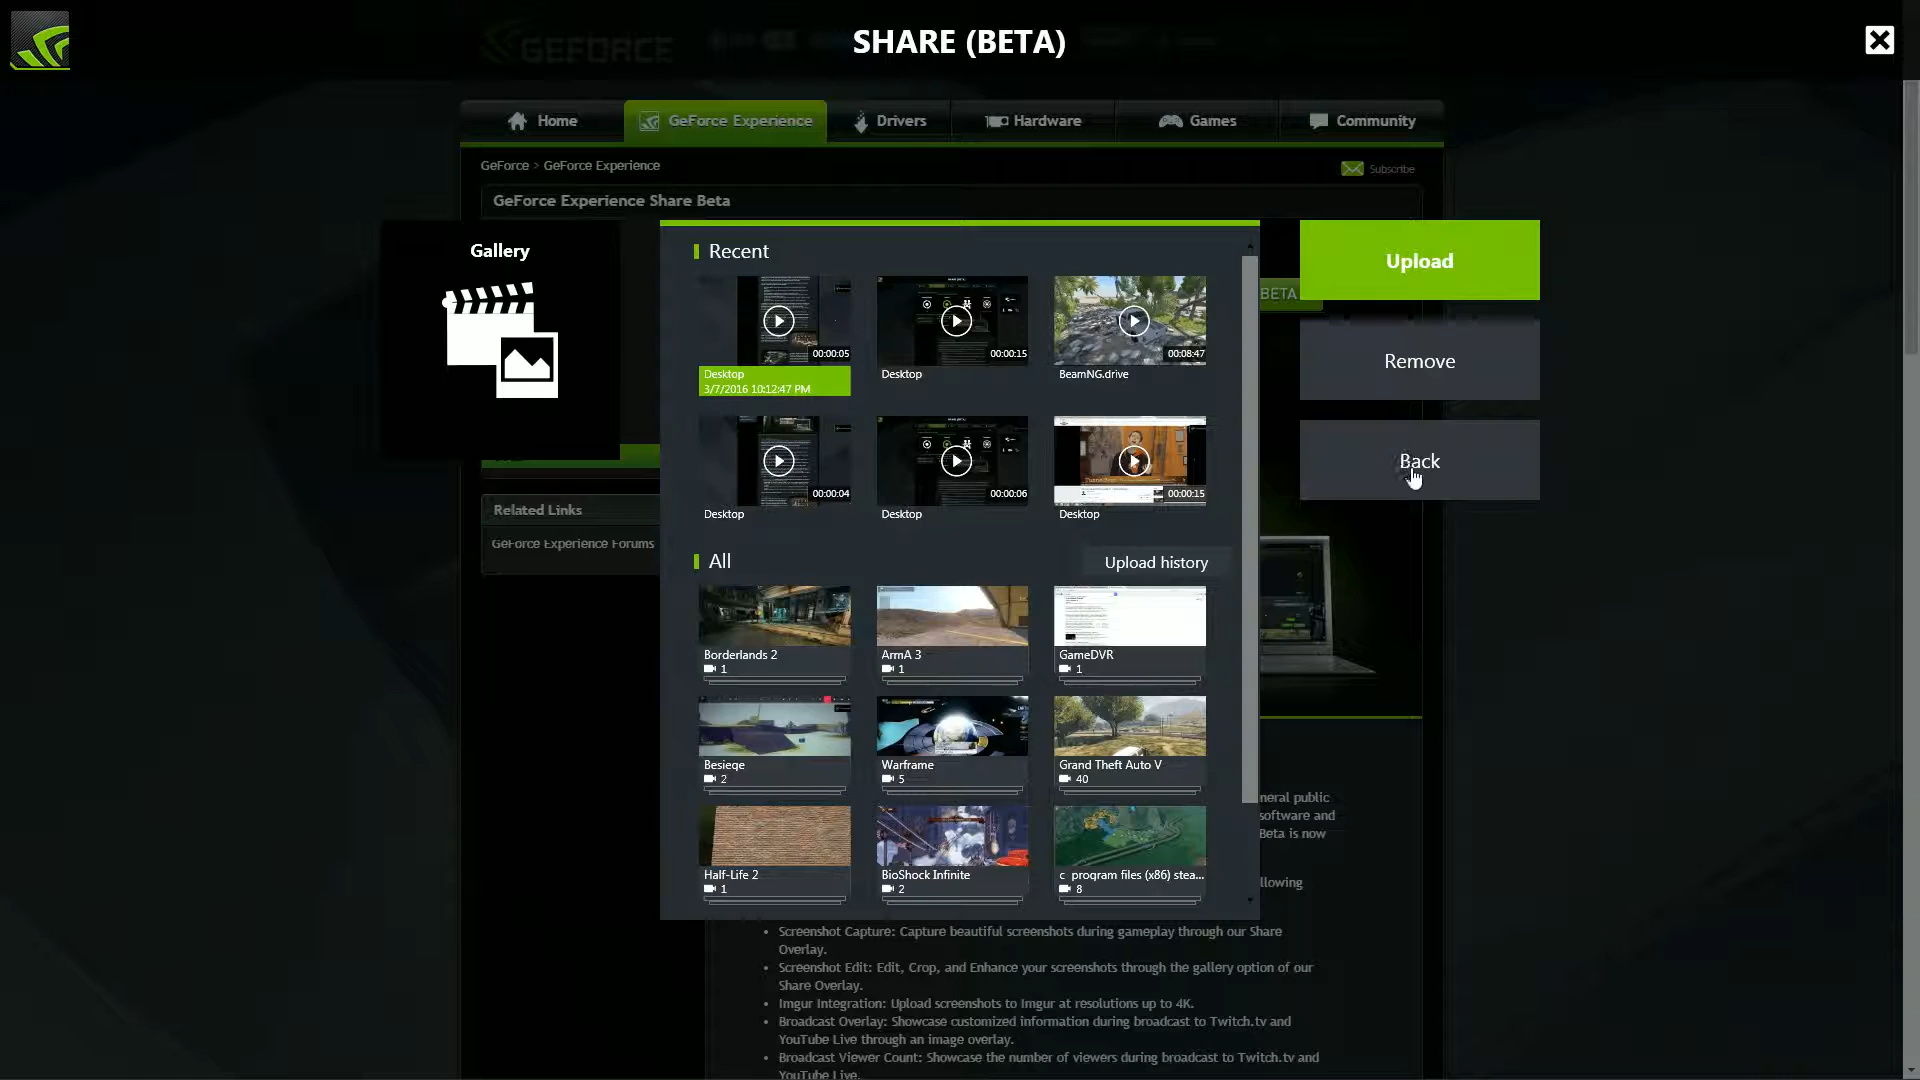 GEFORCE
SHARE (BETA)
Home
GeForce Experience
Drivers
Hardware
Games
Community
GeForce > GeForce Experience
Subscribe
GeForce Experience Share Beta
Gallery
Recent
00:00:05
00:00:15
00:08:47
Desktop
3/7/2016 10:12:47 PM
Desktop
BeamNG.drive
00:00:04
00:00:06
00:00:15
Desktop
Desktop
Desktop
Upload
BETA
Remove
Back
Related Links
GeForce Experience Forums
All
Upload history
Borderlands 2
1
ArmA 3
1
GameDVR
1
Besiege
2
Warframe
5
Grand Theft Auto V
40
Half-Life 2
1
BioShock Infinite
2
c program files (x86) stea...
8
neral public
software and
Beta is now
llowing
Screenshot Capture: Capture beautiful screenshots during gameplay through our Share
Overlay.
Screenshot Edit: Edit, Crop, and Enhance your screenshots through the gallery option of our
Share Overlay.
Imgur Integration: Upload screenshots to Imgur at resolutions up to 4K.
Broadcast Overlay: Showcase customized information during broadcast to Twitch.tv and
YouTube Live through an image overlay.
Broadcast Viewer Count: Showcase the number of viewers during broadcast to Twitch.tv and
YouTube Live.